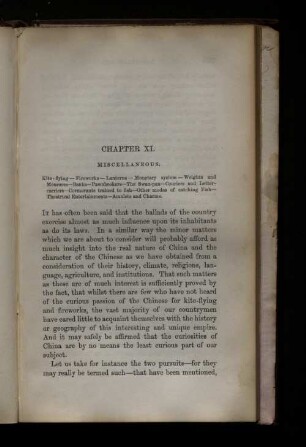 CHAPTER XI.
MISCELLANEOUS.
Kite-flying—Fireworks—Lanterns—Monetary system—Weights and
Measures—Banks—Pawnbrokers—The Swan-pan—Couriers and Letter-
carriers—Cormorants trained to fish—Other modes of catching Fish—
Theatrical Entertainments—Amulets and Charms.
IT has often been said that the ballads of the country
exercise almost as much influence upon its inhabitants
as do its laws. In a similar way the minor matters
which we are about to consider will probably afford as
much insight into the real nature of China and the
character of the Chinese as we have obtained from a
consideration of their history, climate, religions, lan-
guage, agriculture, and institutions. That such matters
as these are of much interest is sufficiently proved by the
fact, that whilst there are few who have not heard
of the curious passion of the Chinese for kite-flying
and fireworks, the vast majority of our countrymen
have cared little to acquaint themselves with the history
or geography of this interesting and unique empire.
And it may safely be affirmed that the curiosities of
China are by no means the least curious part of our
subject.
Let us take for instance the two pursuits—for they
may really be termed such—that have been mentioned,